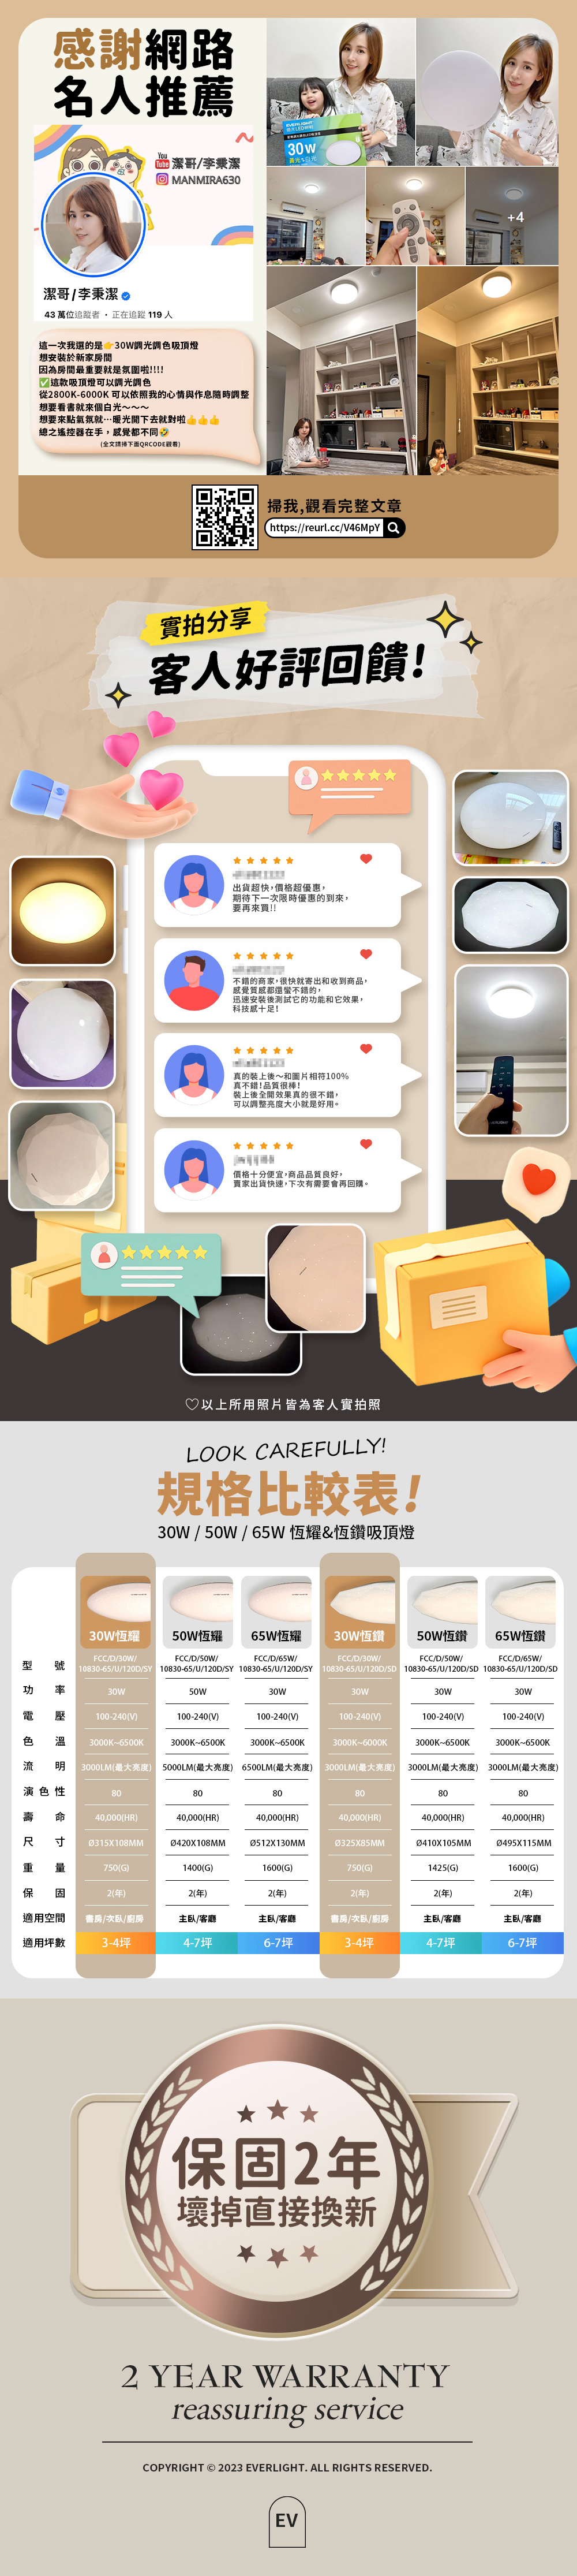 感謝網路
名人推薦
YouTube 潔哥/李秉潔
MANMIRA630
潔哥/李秉潔
43 萬位追蹤者 · 正在追蹤 119 人
這一次我選的是👉30W調光調色吸頂燈
想安裝於新家房間
因為房間最重要就是氛圍啦!!!!
✅這款吸頂燈可以調光調色
從2800K-6000K 可以依照我的心情與作息隨時調整
想要看書就來個白光～～～
想要來點氣氛就…暖光開下去就對啦👍👍👍
總之遙控器在手，感覺都不同🤣
(全文請掃下面QRCODE觀看)
30w
+4
掃我,觀看完整文章
https://reurl.cc/V46MpY
實拍分享
客人好評回饋!
出貨超快，價格超優惠，
期待下一次限時優惠的到來，
要再來買!!
不錯的商家，很快就寄出和收到商品，
感覺質感都還蠻不錯的，
迅速安裝後測試它的功能和它效果，
科技感十足!
真的裝上後～和圖片相符100%
真不錯!品質很棒!
裝上後全開效果真的很不錯，
可以調整亮度大小就是好用。
價格十分便宜，商品品質良好，
賣家出貨快速，下次有需要會再回購。
♡以上所用照片皆為客人實拍照
LOOK CAREFULLY!
規格比較表!
30W / 50W / 65W 恆耀&恆鑽吸頂燈
30W恆耀 50W恆耀 65W恆耀 30W恆鑽 50W恆鑽 65W恆鑽
型號 FCC/D/30W/10830-65/U/120D/SY FCC/D/50W/10830-65/U/120D/SY FCC/D/65W/10830-65/U/120D/SY FCC/D/30W/10830-65/U/120D/SD FCC/D/50W/10830-65/U/120D/SD FCC/D/65W/10830-65/U/120D/SD
功率 30W 50W 30W 30W 30W 30W
電壓 100-240(V) 100-240(V) 100-240(V) 100-240(V) 100-240(V) 100-240(V)
色溫 3000K~6500K 3000K~6500K 3000K~6500K 3000K~6000K 3000K~6500K 3000K~6500K
流明 3000LM(最大亮度) 5000LM(最大亮度) 6500LM(最大亮度) 3000LM(最大亮度) 3000LM(最大亮度) 3000LM(最大亮度)
演色性 80 80 80 80 80 80
壽命 40,000(HR) 40,000(HR) 40,000(HR) 40,000(HR) 40,000(HR) 40,000(HR)
尺寸 Ø315X108MM Ø420X108MM Ø512X130MM Ø325X85MM Ø410X105MM Ø495X115MM
重量 750(G) 1400(G) 1600(G) 750(G) 1425(G) 1600(G)
保固 2(年) 2(年) 2(年) 2(年) 2(年) 2(年)
適用空間 書房/次臥/廚房 主臥/客廳 主臥/客廳 書房/次臥/廚房 主臥/客廳 主臥/客廳
適用坪數 3-4坪 4-7坪 6-7坪 3-4坪 4-7坪 6-7坪
保固2年
壞掉直接換新
2 YEAR WARRANTY
reassuring service
COPYRIGHT © 2023 EVERLIGHT. ALL RIGHTS RESERVED.
EV